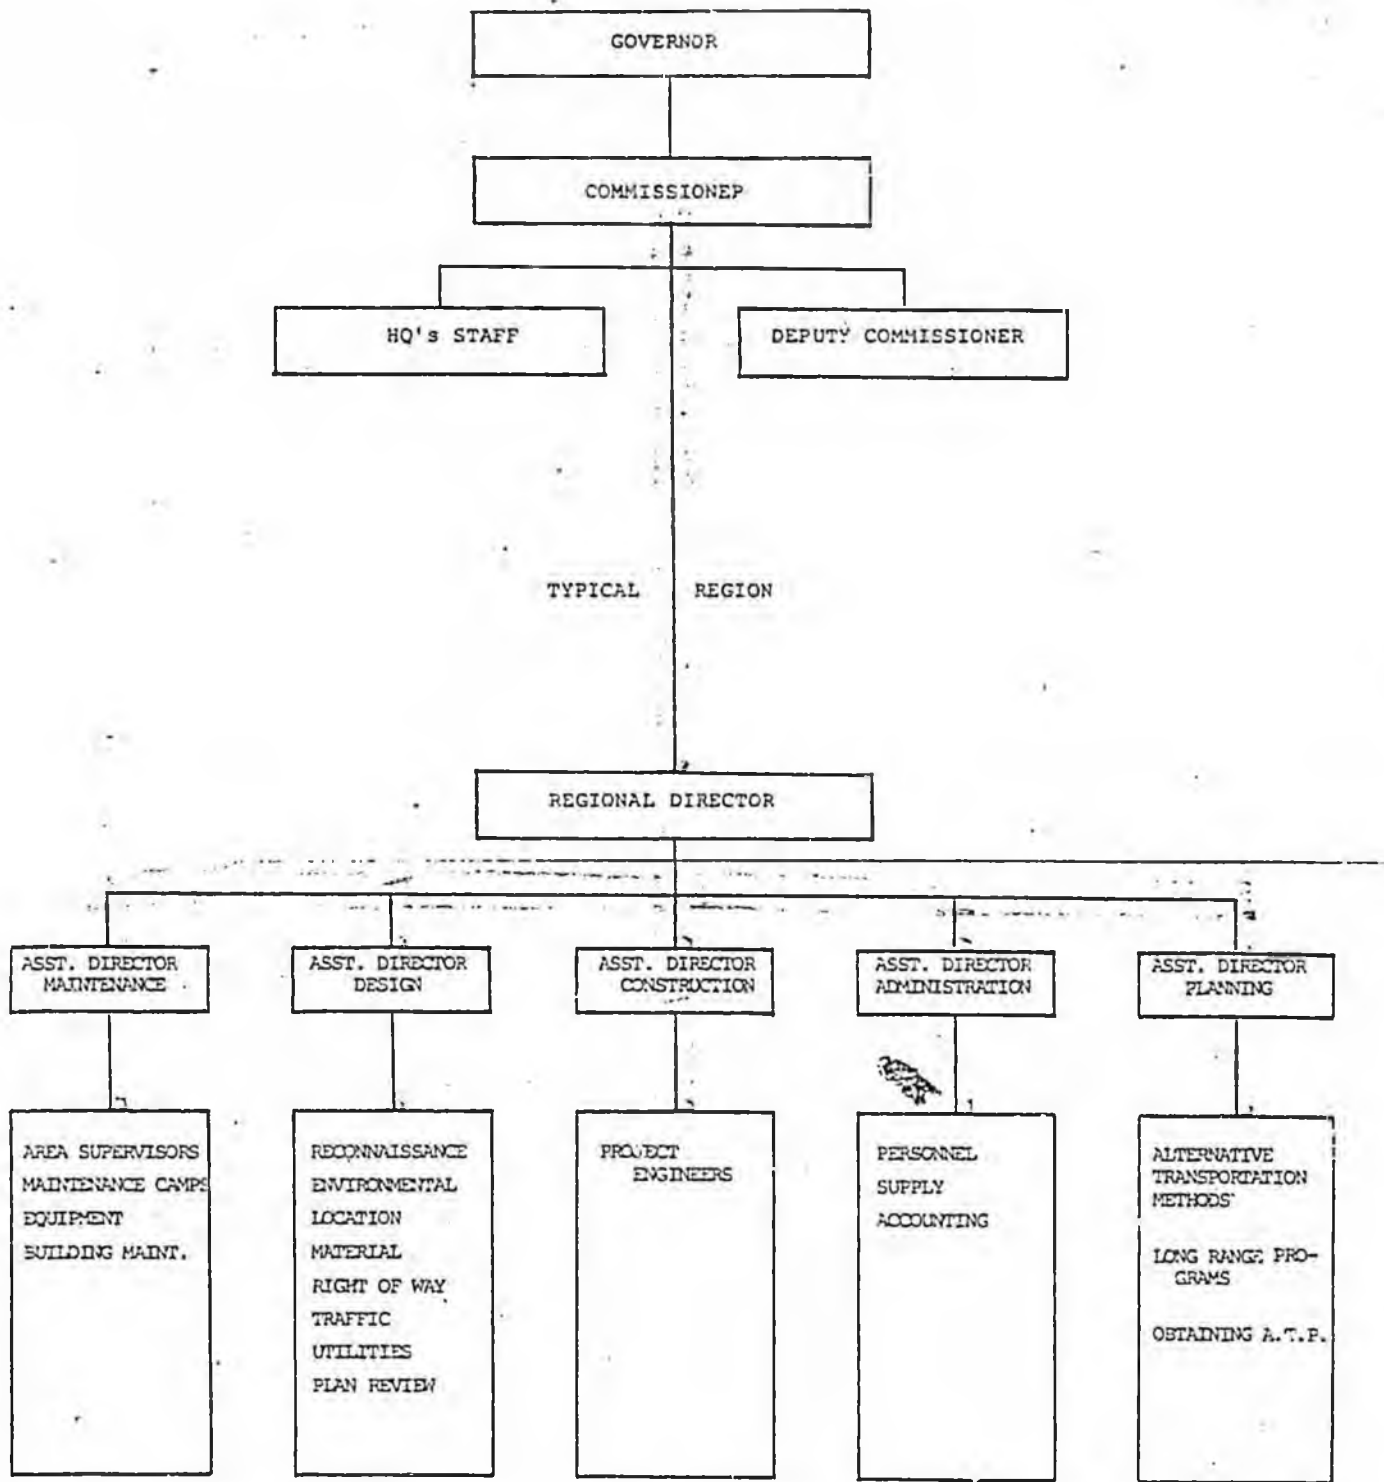 GOVERNOR
COMMISSIONEP
HQ's STAFF
DEPUTY COMMISSIONER
TYPICAL REGION
REGIONAL DIRECTOR
ASST. DIRECTOR
MAINTENANCE
ASST. DIRECTOR
DESIGN
ASST. DIRECTOR
CONSTRUCTION
ASST. DIRECTOR
ADMINISTRATION
ASST. DIRECTOR
PLANNING
AREA SUPERVISORS
MAINTENANCE CAMPS
EQUIPMENT
BUILDING MAINT.
RECONNAISSANCE
ENVIRONMENTAL
LOCATION
MATERIAL
RIGHT OF WAY
TRAFFIC
UTILITIES
PLAN REVIEW
PROJECT
ENGINEERS
PERSONNEL
SUPPLY
ACCOUNTING
ALTERNATIVE
TRANSPORTATION
METHODS
LONG RANGE PRO-
GRAMS
OBTAINING A.T.P.